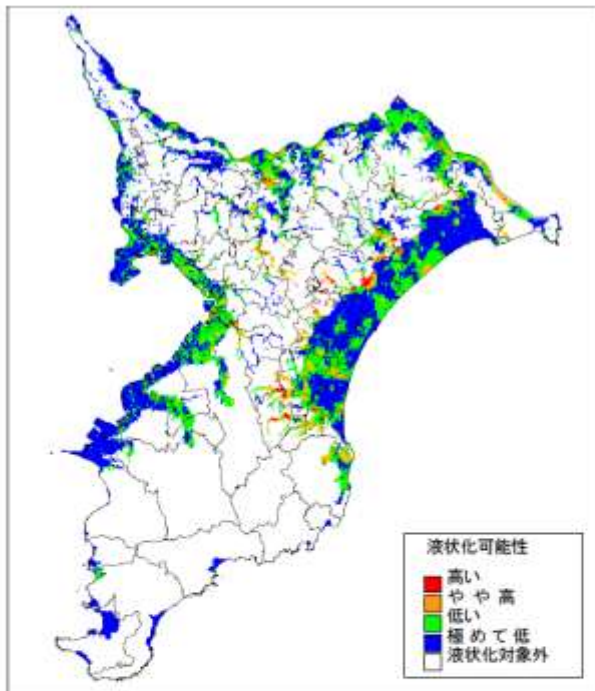 液状化可能性
高い
やや高
低い
極めて低
液状化対象外